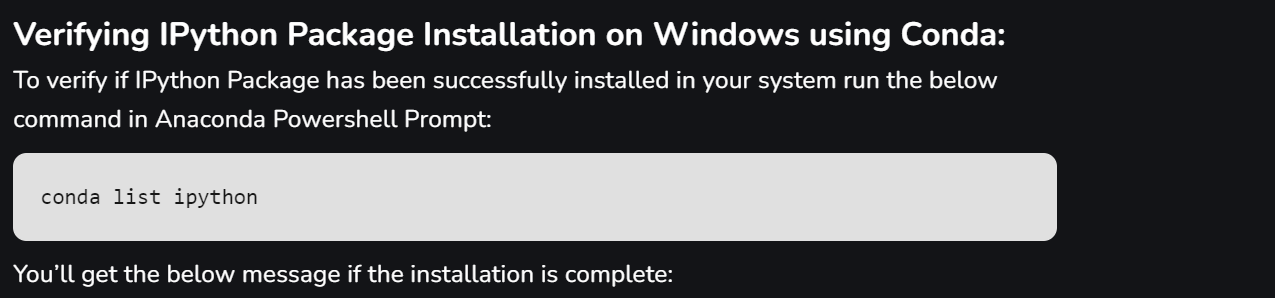 Verifying IPython Package Installation on Windows using Conda:
To verify if IPython Package has been successfully installed in your system run the below
command in Anaconda Powershell Prompt:
conda list ipython
You’ll get the below message if the installation is complete: